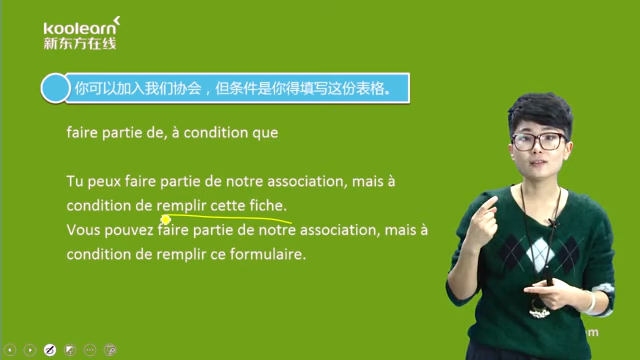 koolearn
新东方在线
你可以加入我们协会，但条件是你得填写这份表格。
faire partie de, à condition que
Tu peux faire partie de notre association, mais à
condition de remplir cette fiche.
Vous pouvez faire partie de notre association, mais à
condition de remplir ce formulaire.
om